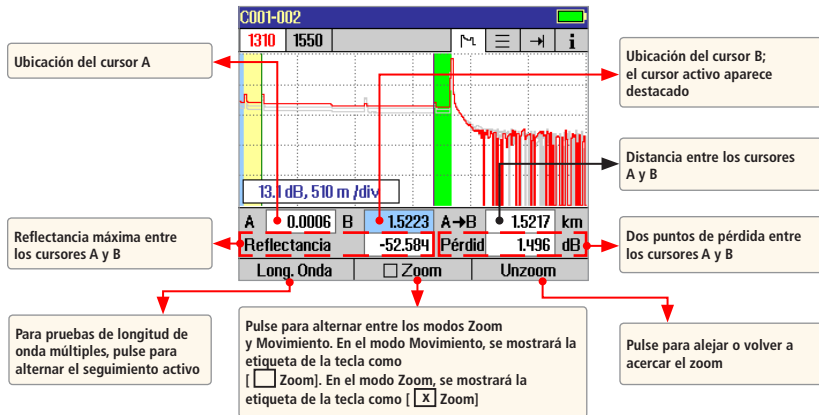 C001-002
1310 1550
i
Ubicación del cursor A
Ubicación del cursor B;
el cursor activo aparece
destacado
Distancia entre los cursores
A y B
13.1 dB, 510 m /div
A 0.0006 B 1.5223 A→B 1.5217 km
Reflectancia -52.584 Pérdid 1.496 dB
Long. Onda Zoom Unzoom
Reflectancia máxima entre
los cursores A y B
Dos puntos de pérdida entre
los cursores A y B
Para pruebas de longitud de
onda múltiples, pulse para
alternar el seguimiento activo
Pulse para alternar entre los modos Zoom
y Movimiento. En el modo Movimiento, se mostrará la
etiqueta de la tecla como
[ Zoom]. En el modo Zoom, se mostrará la
etiqueta de la tecla como [ X Zoom]
Pulse para alejar o volver a
acercar el zoom